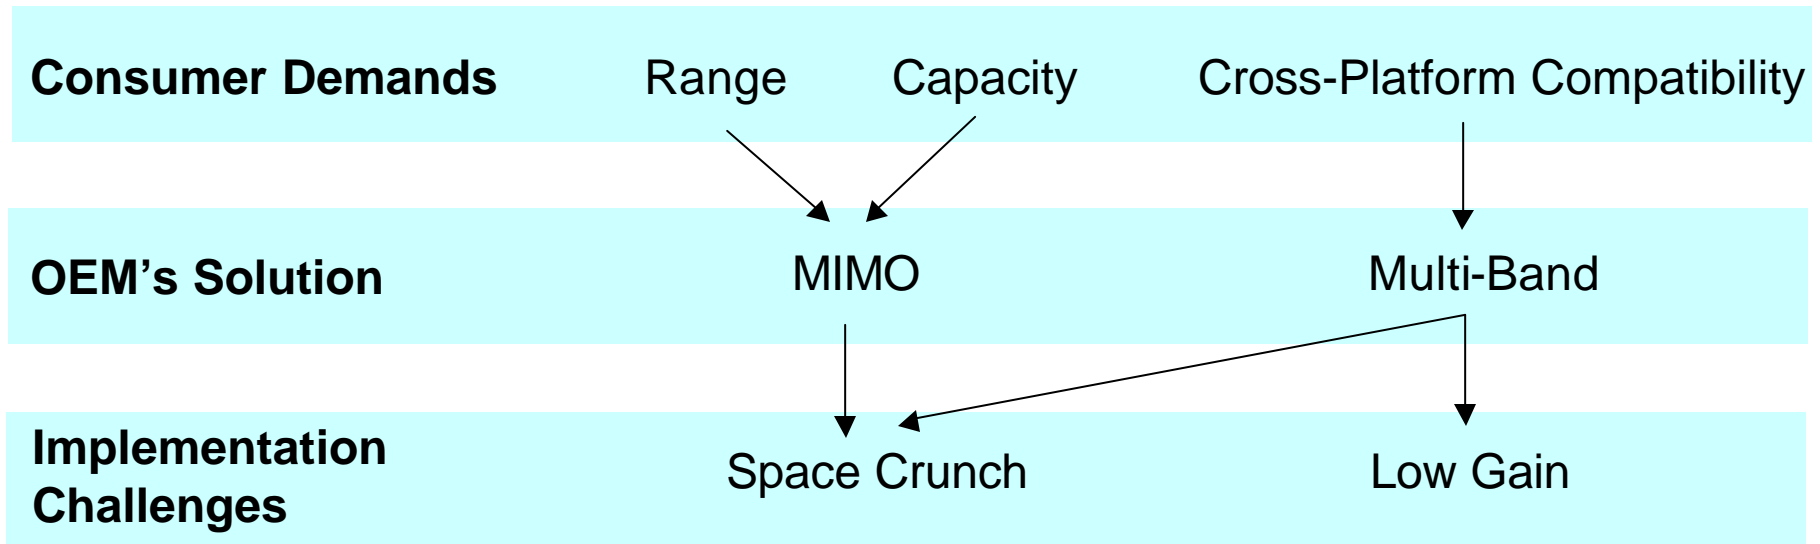 Consumer Demands Range Capacity Cross-Platform Compatibility
OEM’s Solution MIMO Multi-Band
Implementation
Challenges
Space Crunch Low Gain